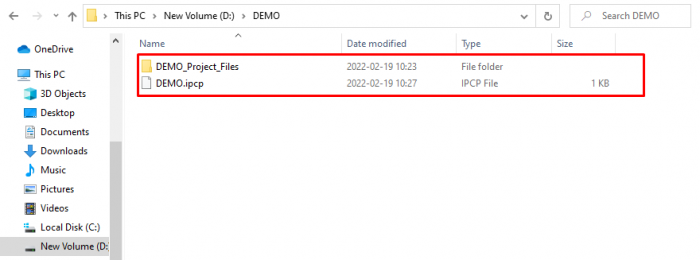 This PC > New Volume (D:) > DEMO
Search DEMO
Name Date modified Type Size
OneDrive
This PC
3D Objects
Desktop
Documents
Downloads
Music
Pictures
Videos
Local Disk (C:)
New Volume (D:
DEMO_Project_Files 2022-02-19 10:23 File folder
DEMO.ipcp 2022-02-19 10:27 IPCP File 1 KB